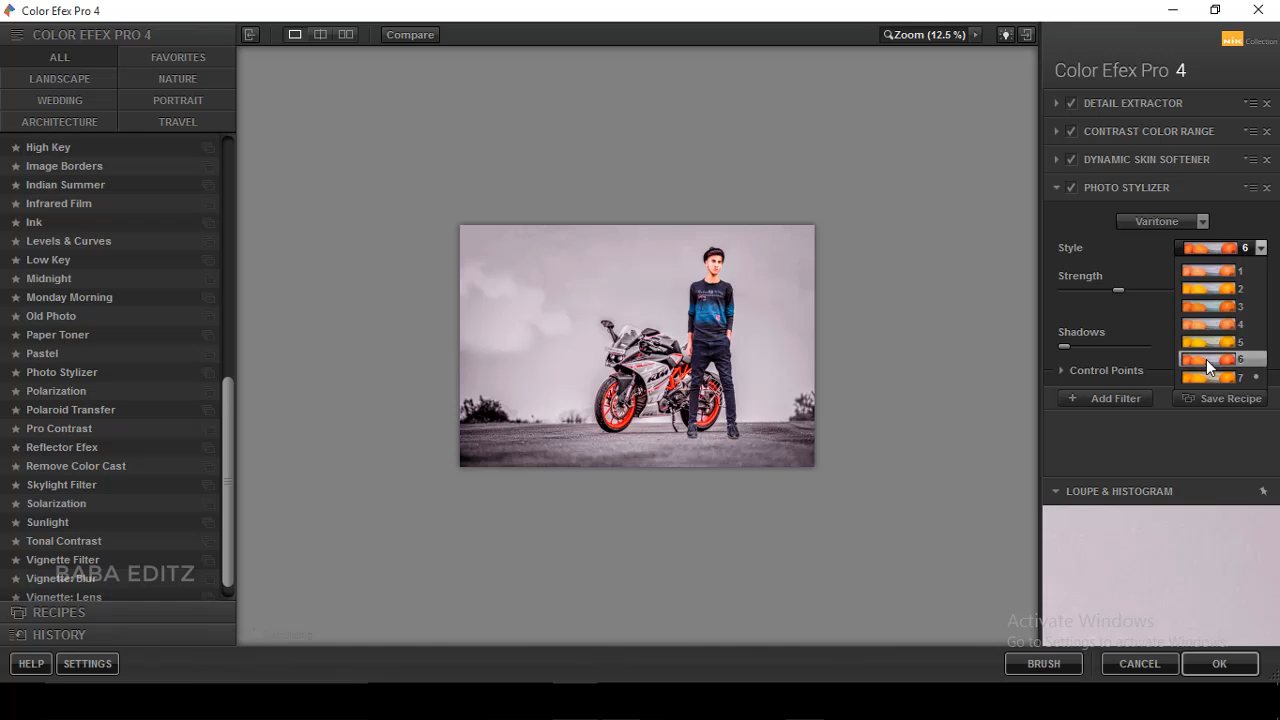 Color Efex Pro 4
COLOR EFEX PRO 4
ALL
FAVORITES
LANDSCAPE
NATURE
WEDDING
PORTRAIT
ARCHITECTURE
TRAVEL
High Key
Image Borders
Indian Summer
Infrared Film
Ink
Levels & Curves
Low Key
Midnight
Monday Morning
Old Photo
Paper Toner
Pastel
Photo Stylizer
Polarization
Polaroid Transfer
Pro Contrast
Reflector Efex
Remove Color Cast
Skylight Filter
Solarization
Sunlight
Tonal Contrast
Vignette Filter
Vignette: Blur
BABA EDITZ
Vignette: Lens
RECIPES
HISTORY
HELP
SETTINGS
Compare
Zoom (12.5 %)
KTM
Nik Collection
Color Efex Pro 4
DETAIL EXTRACTOR
CONTRAST COLOR RANGE
DYNAMIC SKIN SOFTENER
PHOTO STYLIZER
Varitone
Style
6
1
2
3
4
5
6
7
Strength
Shadows
Control Points
Add Filter
Save Recipe
LOUPE & HISTOGRAM
Activate Windows
Go to Settings to activate Windows.
BRUSH
CANCEL
OK